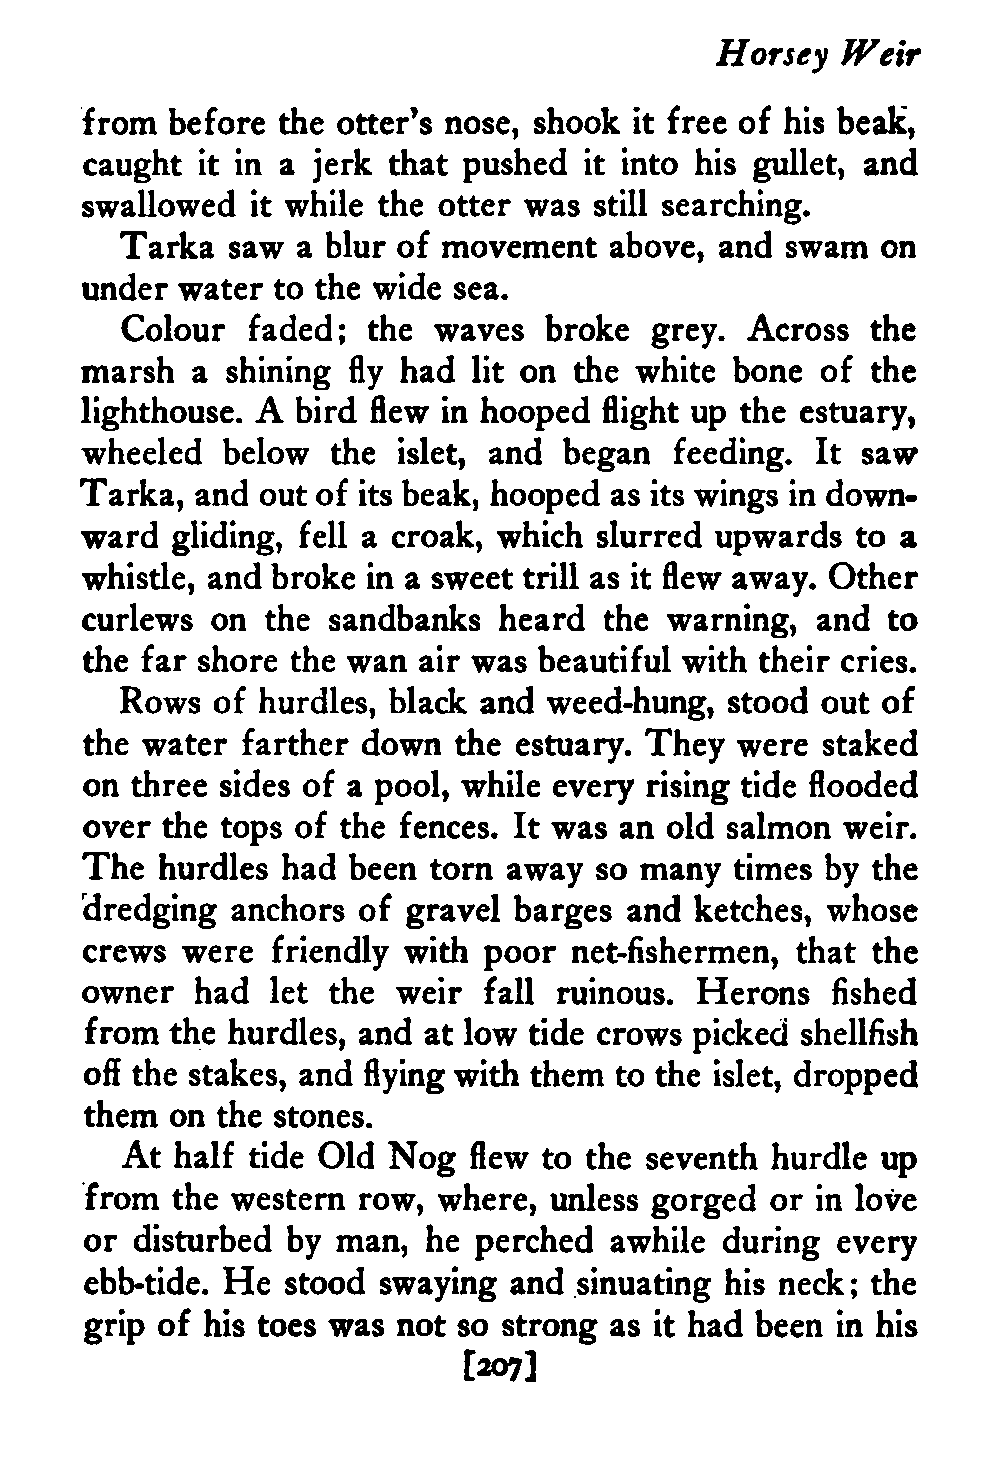 Horsey Weir
from before the otter's nose, shook it free of his beak,
caught it in a jerk that pushed it into his gullet, and
swallowed it while the otter was still searching.
Tarka saw a blur of movement above, and swam on
under water to the wide sea.
Colour faded; the waves broke grey. Across the
marsh a shining fly had lit on the white bone of the
lighthouse. A bird flew in hooped flight up the estuary,
wheeled below the islet, and began feeding. It saw
Tarka, and out of its beak, hooped as its wings in down-
ward gliding, fell a croak, which slurred upwards to a
whistle, and broke in a sweet trill as it flew away. Other
curlews on the sandbanks heard the warning, and to
the far shore the wan air was beautiful with their cries.
Rows of hurdles, black and weed-hung, stood out of
the water farther down the estuary. They were staked
on three sides of a pool, while every rising tide flooded
over the tops of the fences. It was an old salmon weir.
The hurdles had been torn away so many times by the
dredging anchors of gravel barges and ketches, whose
crews were friendly with poor net-fishermen, that the
owner had let the weir fall ruinous. Herons fished
from the hurdles, and at low tide crows picked shellfish
off the stakes, and flying with them to the islet, dropped
them on the stones.
At half tide Old Nog flew to the seventh hurdle up
from the western row, where, unless gorged or in love
or disturbed by man, he perched awhile during every
ebb-tide. He stood swaying and sinuating his neck; the
grip of his toes was not so strong as it had been in his
[207]